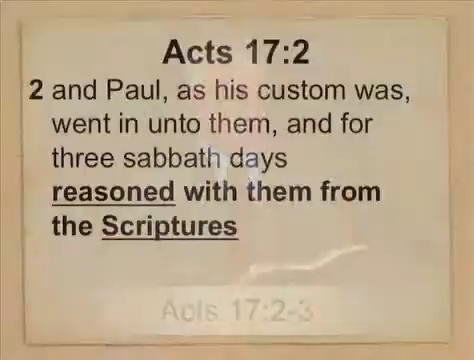 Acts 17:2
2 and Paul, as his custom was,
went in unto them, and for
three sabbath days
reasoned with them from
the Scriptures
Acts 17:2-3